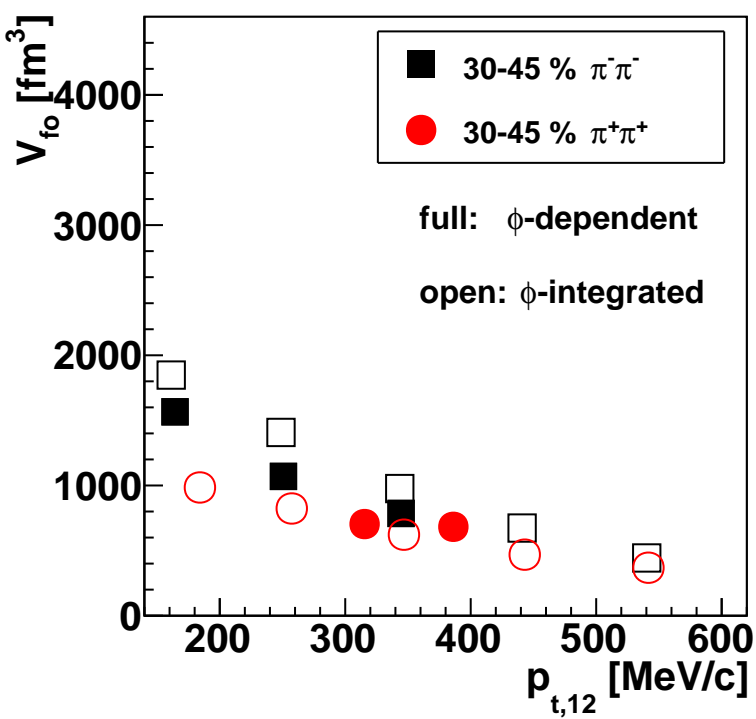 V_fo [fm³]
4000
3000
2000
1000
0
30-45 % π⁻π⁻
30-45 % π⁺π⁺
full: ϕ-dependent
open: ϕ-integrated
200 300 400 500 600
p_t,12 [MeV/c]